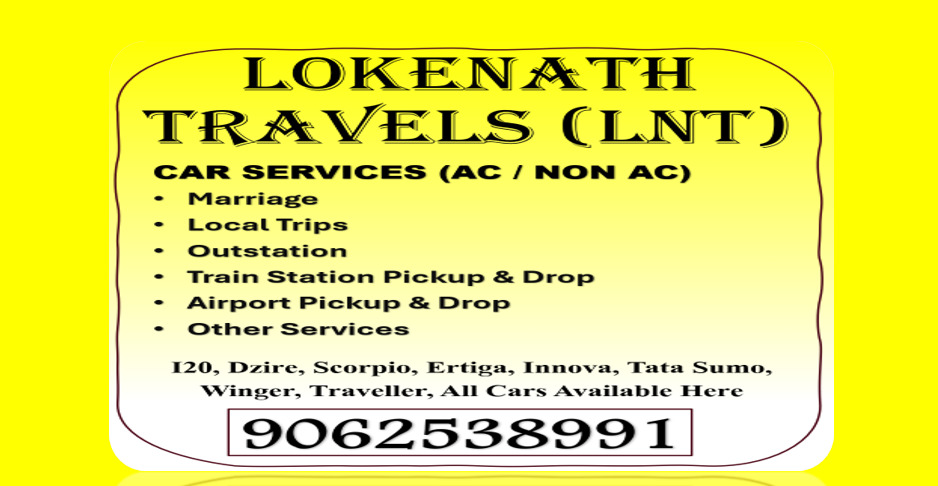 LOKENATH
TRAVELS (LNT)
CAR SERVICES (AC / NON AC)
• Marriage
• Local Trips
• Outstation
• Train Station Pickup & Drop
• Airport Pickup & Drop
• Other Services
I20, Dzire, Scorpio, Ertiga, Innova, Tata Sumo,
Winger, Traveller, All Cars Available Here
9062538991